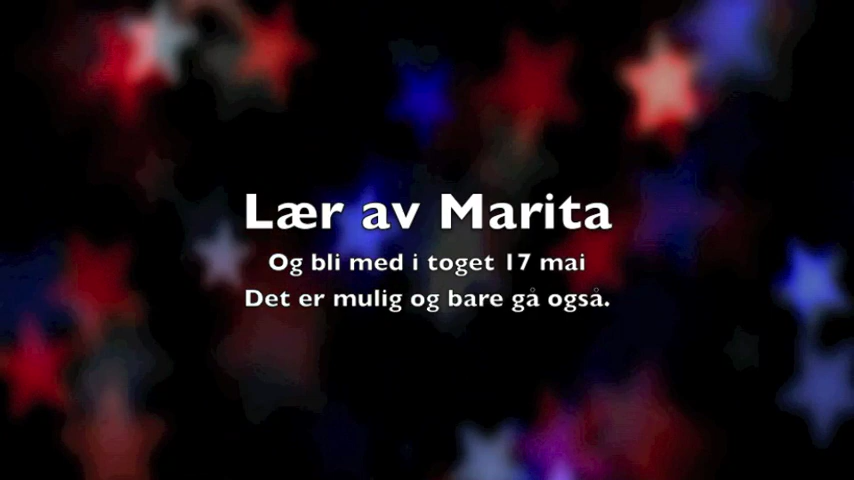 Lær av Marita
Og bli med i toget 17 mai
Det er mulig og bare gå også.